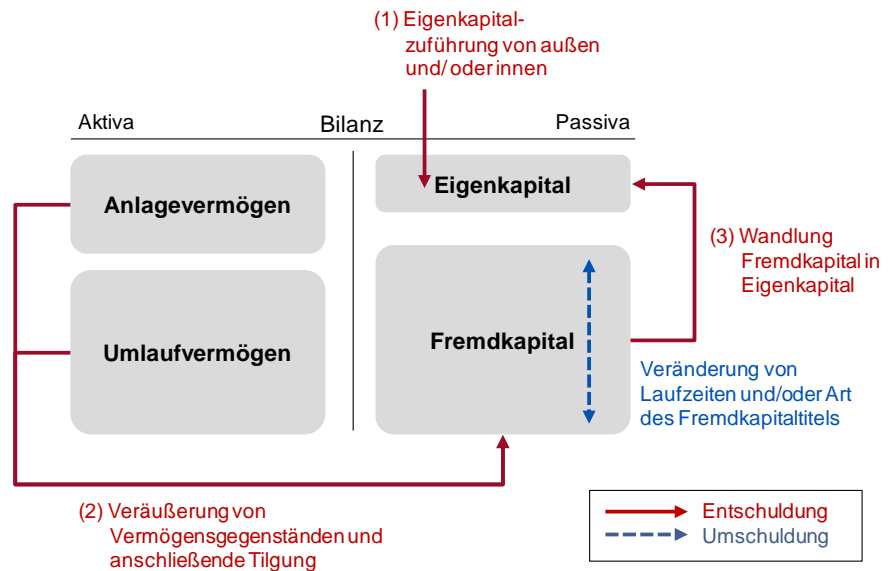 (1) Eigenkapital-
zuführung von außen
und/ oder innen
Aktiva Bilanz Passiva
Anlagevermögen
Eigenkapital
(3) Wandlung
Fremdkapital in
Eigenkapital
Umlaufvermögen
Fremdkapital
Veränderung von
Laufzeiten und/oder Art
des Fremdkapitaltitels
(2) Veräußerung von
Vermögensgegenständen und
anschließende Tilgung
Entschuldung
Umschuldung